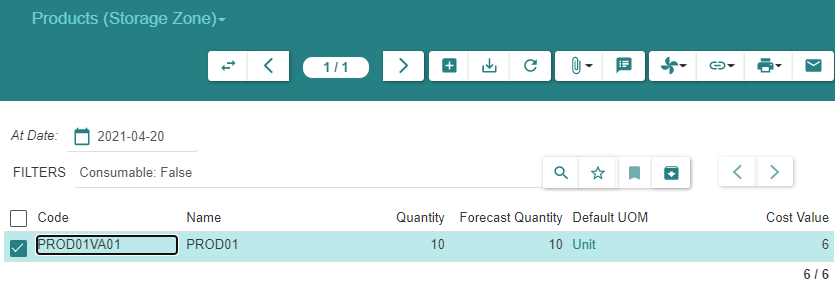 Products (Storage Zone)
1 / 1
At Date: 2021-04-20
FILTERS Consumable: False
Code Name Quantity Forecast Quantity Default UOM Cost Value
PROD01VA01 PROD01 10 10 Unit 6
6 / 6